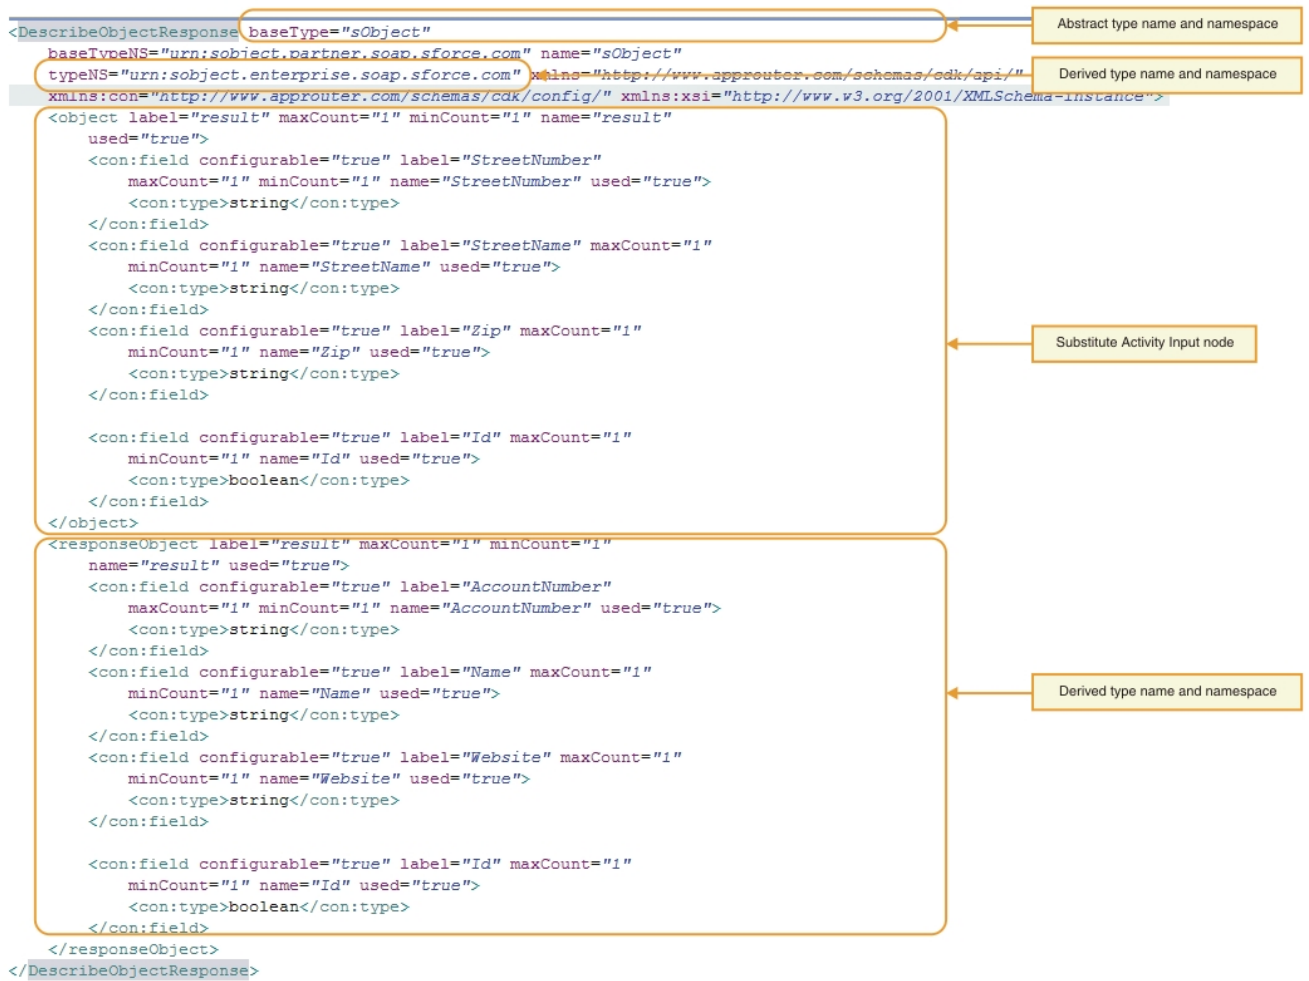 <DescribeObjectResponse baseType="sObject"
Abstract type name and namespace
baseTypeNS="urn:sobject.partner.soap.sforce.com" name="sObject"
typeNS="urn:sobject.enterprise.soap.sforce.com" xmlns="http://www.approuter.com/schemas/cdk/api/"
Derived type name and namespace
xmlns:con="http://www.approuter.com/schemas/cdk/config/" xmlns:xsi="http://www.w3.org/2001/XMLSchema-instance">
<object label="result" maxCount="1" minCount="1" name="result"
used="true">
<con:field configurable="true" label="StreetNumber"
maxCount="1" minCount="1" name="StreetNumber" used="true">
<con:type>string</con:type>
</con:field>
<con:field configurable="true" label="StreetName" maxCount="1"
minCount="1" name="StreetName" used="true">
<con:type>string</con:type>
</con:field>
<con:field configurable="true" label="Zip" maxCount="1"
minCount="1" name="Zip" used="true">
Substitute Activity Input node
<con:type>string</con:type>
</con:field>
<con:field configurable="true" label="Id" maxCount="1"
minCount="1" name="Id" used="true">
<con:type>boolean</con:type>
</con:field>
</object>
<responseObject label="result" maxCount="1" minCount="1"
name="result" used="true">
<con:field configurable="true" label="AccountNumber"
maxCount="1" minCount="1" name="AccountNumber" used="true">
<con:type>string</con:type>
</con:field>
<con:field configurable="true" label="Name" maxCount="1"
minCount="1" name="Name" used="true">
Derived type name and namespace
<con:type>string</con:type>
</con:field>
<con:field configurable="true" label="Website" maxCount="1"
minCount="1" name="Website" used="true">
<con:type>string</con:type>
</con:field>
<con:field configurable="true" label="Id" maxCount="1"
minCount="1" name="Id" used="true">
<con:type>boolean</con:type>
</con:field>
</responseObject>
</DescribeObjectResponse>